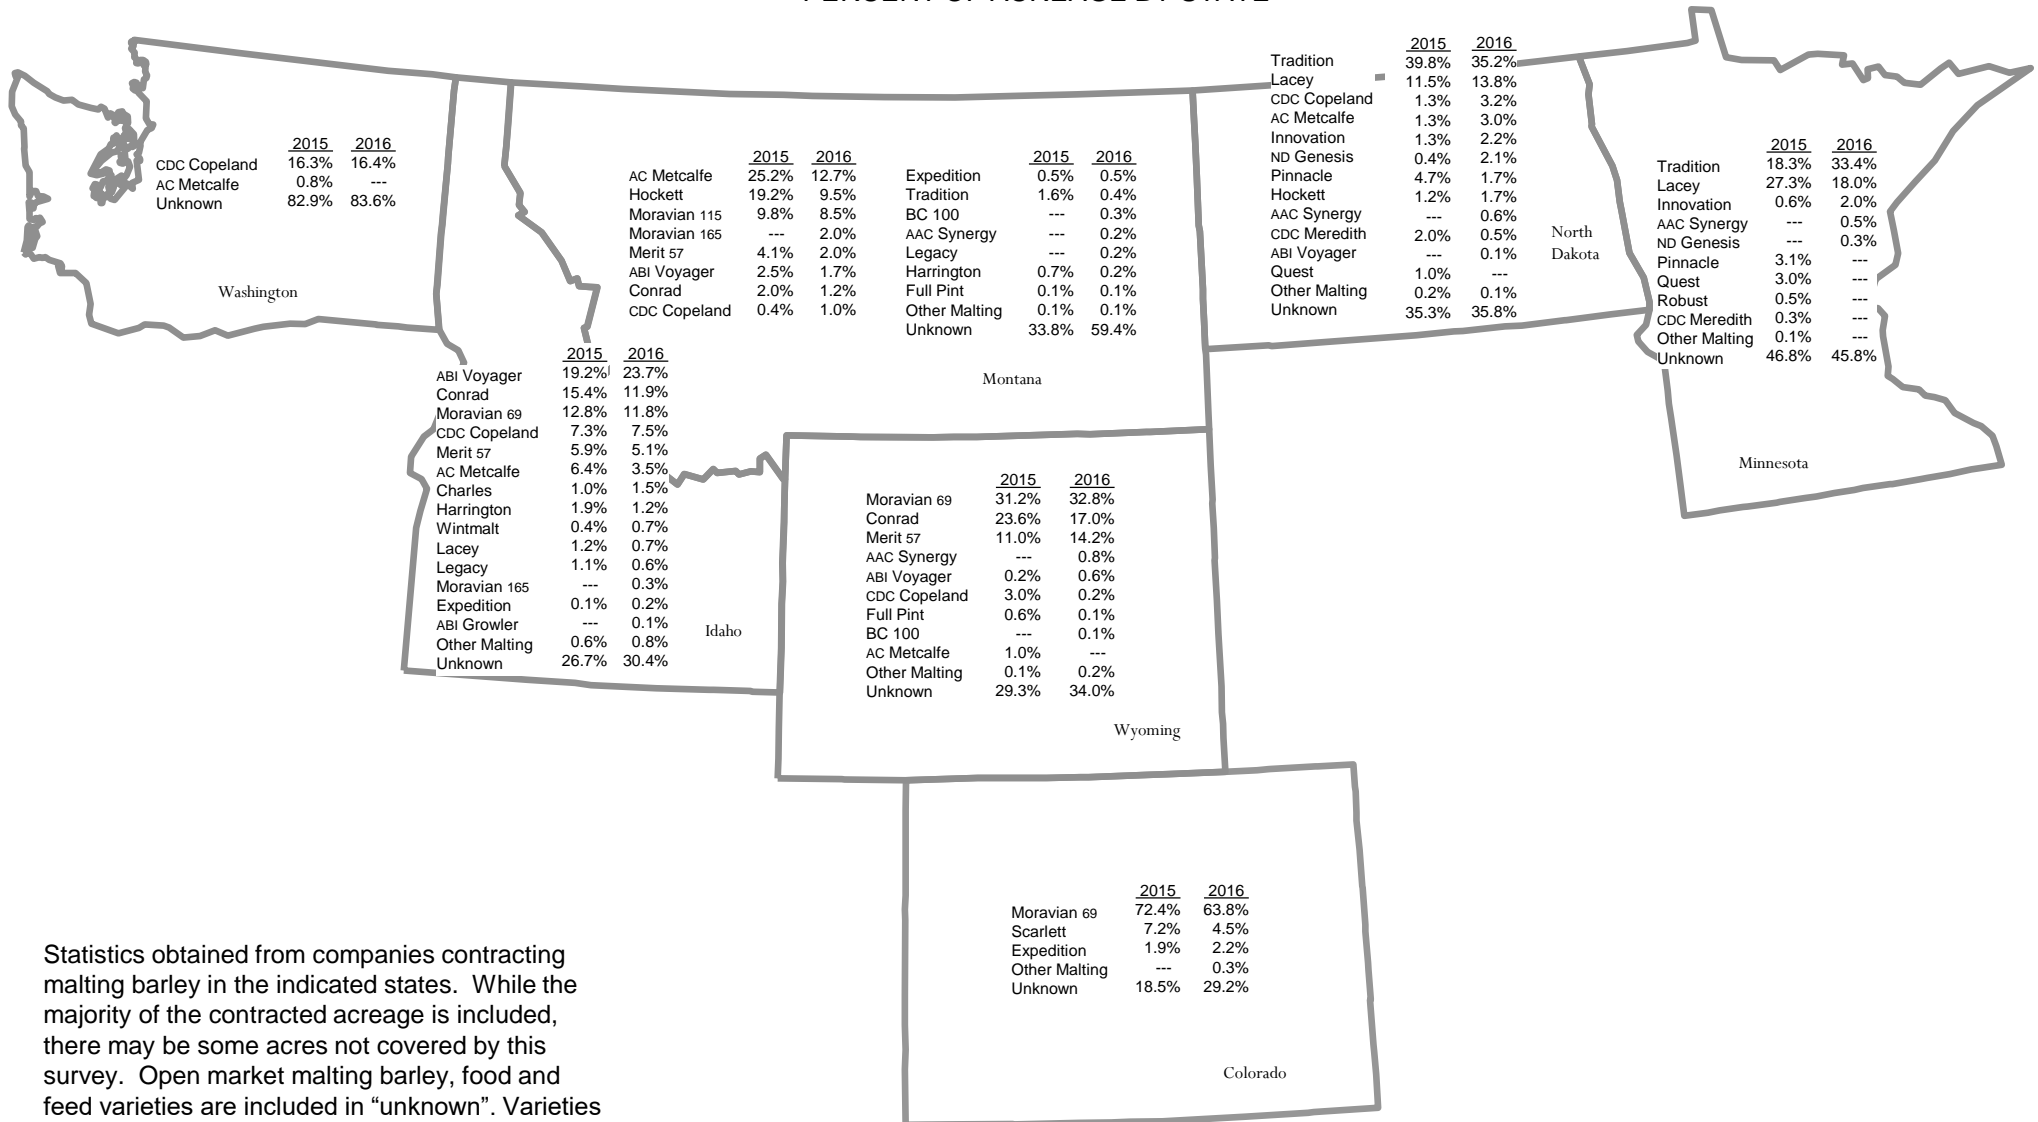 PERCENT OF ACREAGE BY STATE
2015 2016
CDC Copeland 16.3% 16.4%
AC Metcalfe 0.8% ---
Unknown 82.9% 83.6%
Washington
2015 2016
AC Metcalfe 25.2% 12.7%
Hockett 19.2% 9.5%
Moravian 115 9.8% 8.5%
Moravian 165 --- 2.0%
Merit 57 4.1% 2.0%
ABI Voyager 2.5% 1.7%
Conrad 2.0% 1.2%
CDC Copeland 0.4% 1.0%
2015 2016
Expedition 0.5% 0.5%
Tradition 1.6% 0.4%
BC 100 --- 0.3%
AAC Synergy --- 0.2%
Legacy --- 0.2%
Harrington 0.7% 0.2%
Full Pint 0.1% 0.1%
Other Malting 0.1% 0.1%
Unknown 33.8% 59.4%
Montana
2015 2016
Tradition 39.8% 35.2%
Lacey 11.5% 13.8%
CDC Copeland 1.3% 3.2%
AC Metcalfe 1.3% 3.0%
Innovation 1.3% 2.2%
ND Genesis 0.4% 2.1%
Pinnacle 4.7% 1.7%
Hockett 1.2% 1.7%
AAC Synergy --- 0.6%
CDC Meredith 2.0% 0.5%
ABI Voyager --- 0.1%
Quest 1.0% ---
Other Malting 0.2% 0.1%
Unknown 35.3% 35.8%
North
Dakota
2015 2016
Tradition 18.3% 33.4%
Lacey 27.3% 18.0%
Innovation 0.6% 2.0%
AAC Synergy --- 0.5%
ND Genesis --- 0.3%
Pinnacle 3.1% ---
Quest 3.0% ---
Robust 0.5% ---
CDC Meredith 0.3% ---
Other Malting 0.1% ---
Unknown 46.8% 45.8%
Minnesota
2015 2016
ABI Voyager 19.2% 23.7%
Conrad 15.4% 11.9%
Moravian 69 12.8% 11.8%
CDC Copeland 7.3% 7.5%
Merit 57 5.9% 5.1%
AC Metcalfe 6.4% 3.5%
Charles 1.0% 1.5%
Harrington 1.9% 1.2%
Wintmalt 0.4% 0.7%
Lacey 1.2% 0.7%
Legacy 1.1% 0.6%
Moravian 165 --- 0.3%
Expedition 0.1% 0.2%
ABI Growler --- 0.1%
Other Malting 0.6% 0.8%
Unknown 26.7% 30.4%
Idaho
2015 2016
Moravian 69 31.2% 32.8%
Conrad 23.6% 17.0%
Merit 57 11.0% 14.2%
AAC Synergy --- 0.8%
ABI Voyager 0.2% 0.6%
CDC Copeland 3.0% 0.2%
Full Pint 0.6% 0.1%
BC 100 --- 0.1%
AC Metcalfe 1.0% ---
Other Malting 0.1% 0.2%
Unknown 29.3% 34.0%
Wyoming
2015 2016
Moravian 69 72.4% 63.8%
Scarlett 7.2% 4.5%
Expedition 1.9% 2.2%
Other Malting --- 0.3%
Unknown 18.5% 29.2%
Colorado
Statistics obtained from companies contracting
malting barley in the indicated states. While the
majority of the contracted acreage is included,
there may be some acres not covered by this
survey. Open market malting barley, food and
feed varieties are included in “unknown”. Varieties